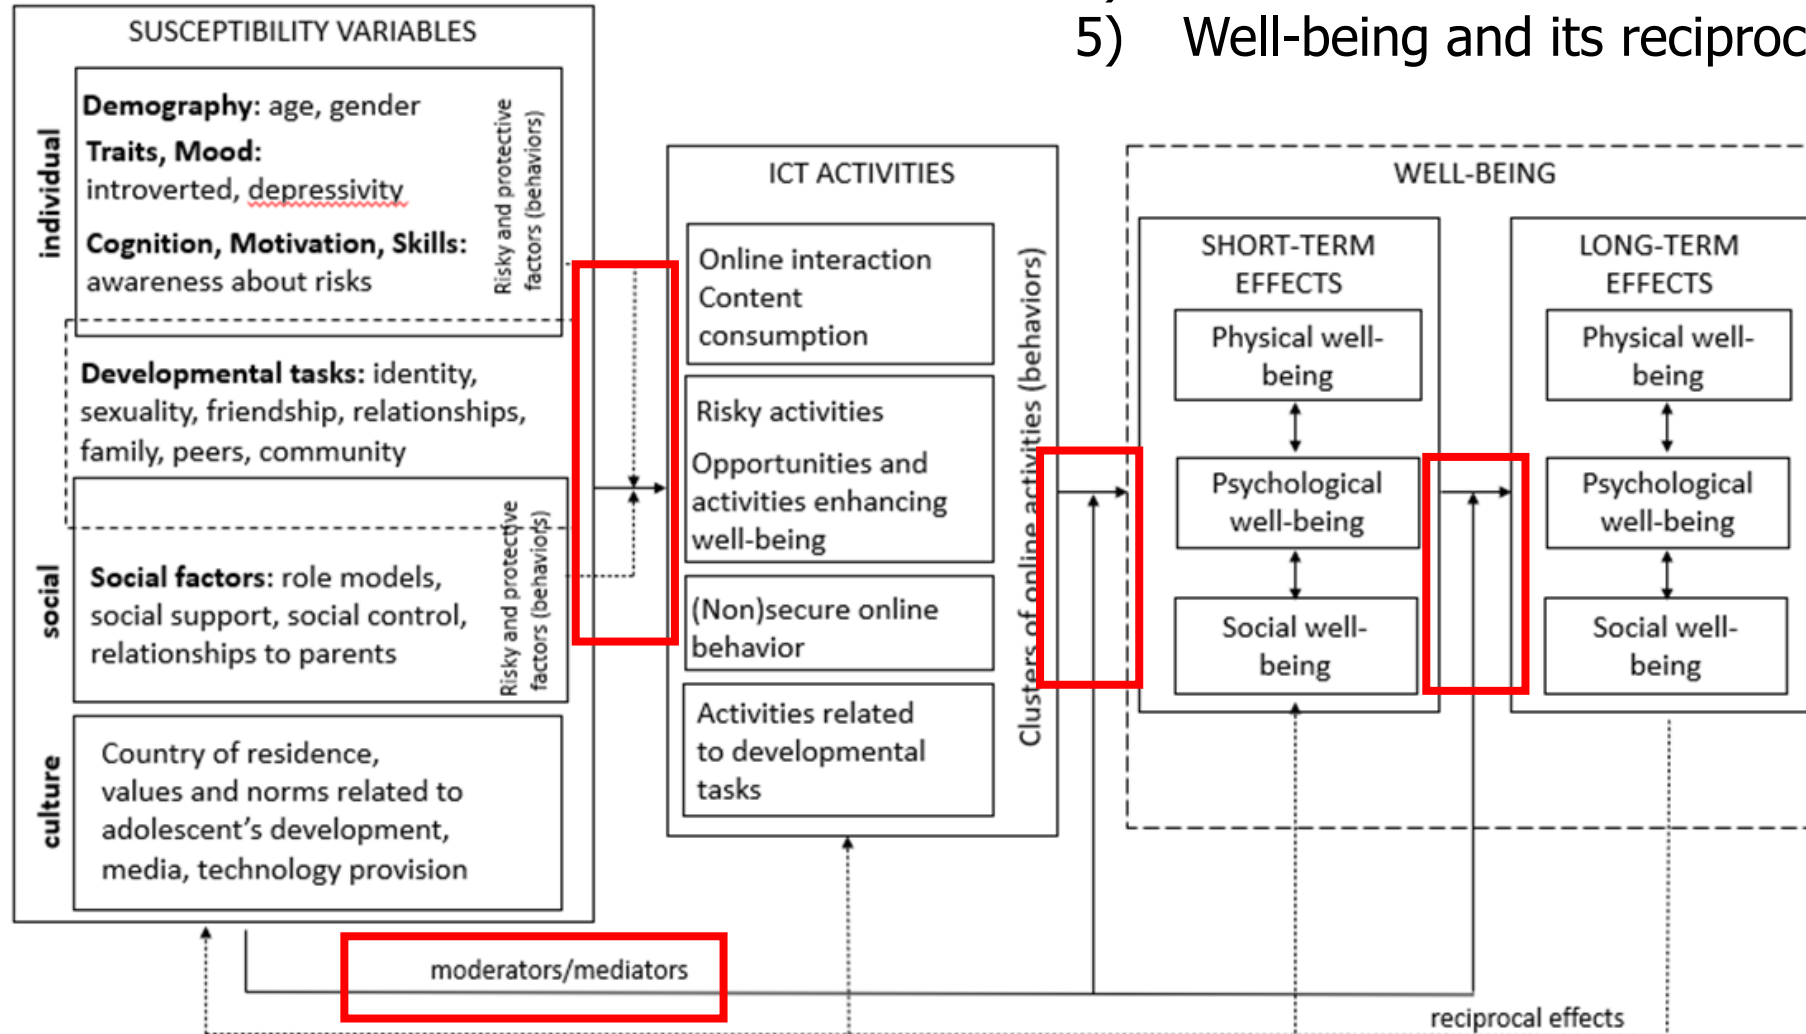 5) Well-being and its reciproc
SUSCEPTIBILITY VARIABLES
individual
Demography: age, gender
Traits, Mood:
introverted, depressivity
Cognition, Motivation, Skills:
awareness about risks
Risky and protective
factors (behaviors)
Developmental tasks: identity,
sexuality, friendship, relationships,
family, peers, community
social
Social factors: role models,
social support, social control,
relationships to parents
Risky and protective
factors (behaviors)
culture
Country of residence,
values and norms related to
adolescent's development,
media, technology provision
ICT ACTIVITIES
Online interaction
Content
consumption
Risky activities
Opportunities and
activities enhancing
well-being
(Non)secure online
behavior
Activities related
to developmental
tasks
Clusters of online activities (behaviors)
WELL-BEING
SHORT-TERM
EFFECTS
Physical well-
being
Psychological
well-being
Social well-
being
LONG-TERM
EFFECTS
Physical well-
being
Psychological
well-being
Social well-
being
moderators/mediators
reciprocal effects